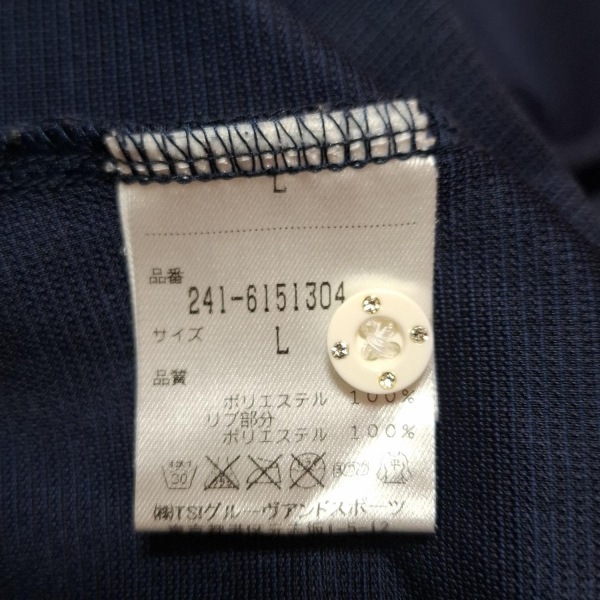 L
品番
241-6151304
サイズ
L
品質
ポリエステル 100%
リブ部分
ポリエステル 100%
30
㈱TSIグルーヴアンドスポーツ